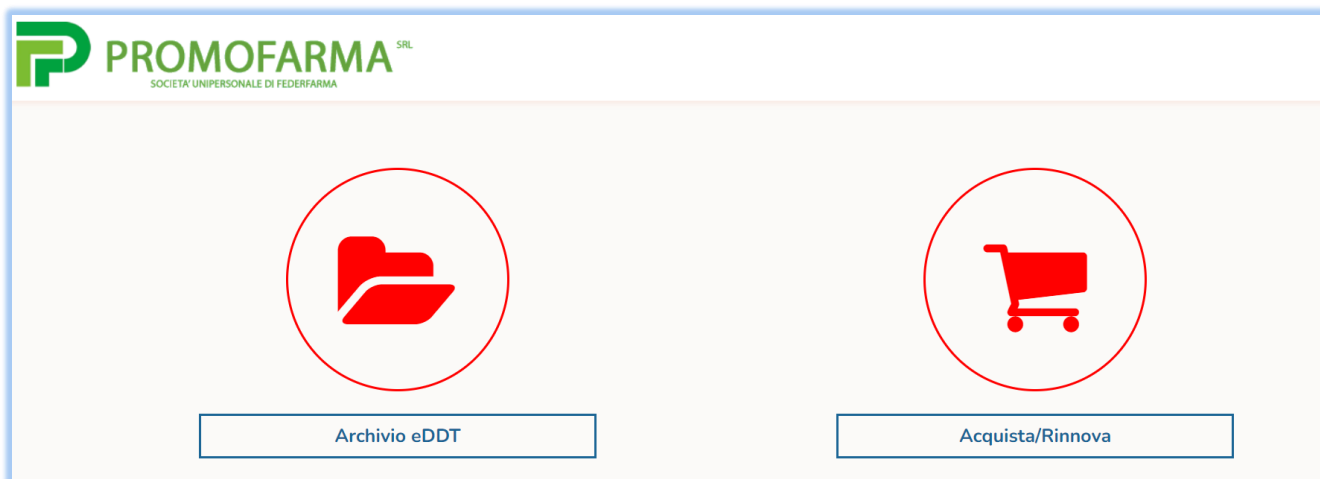 PROMOFARMA SRL
SOCIETA' UNIPERSONALE DI FEDERFARMA
Archivio eDDT
Acquista/Rinnova